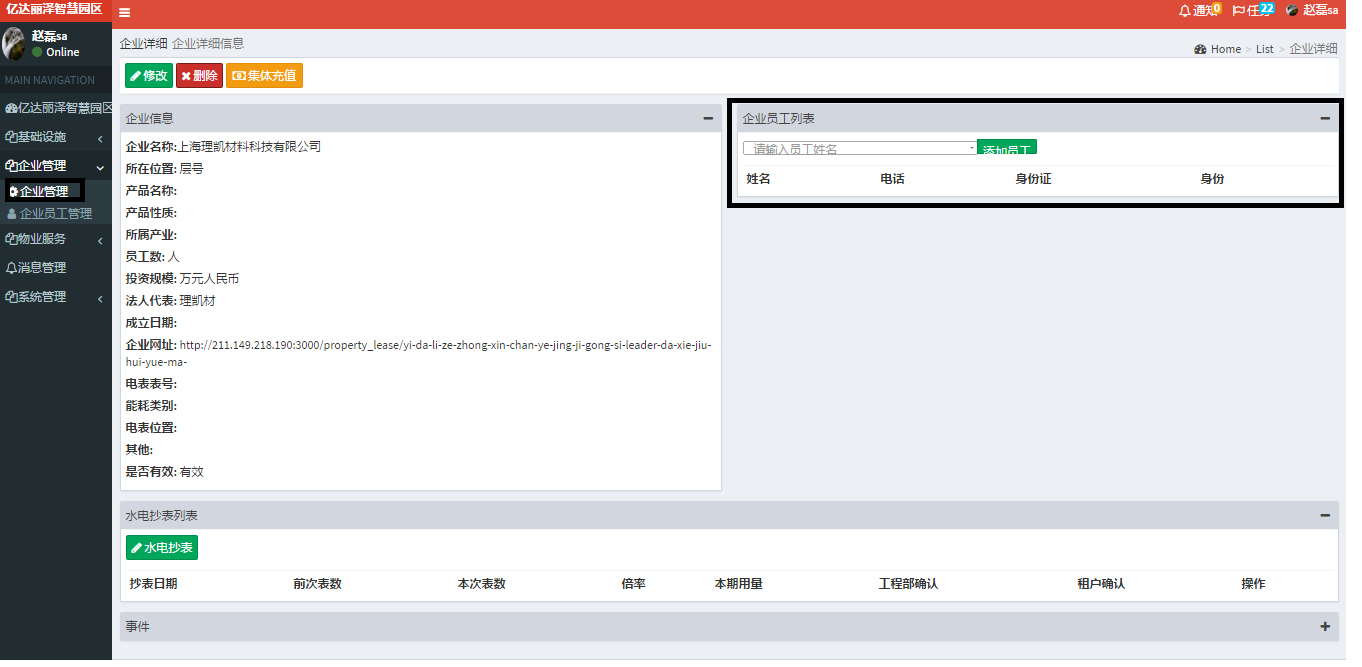 亿达丽泽智慧园区
通知 0 任务 22 赵磊sa
赵磊sa
Online
MAIN NAVIGATION
亿达丽泽智慧园区
基础设施
企业管理
企业管理
企业员工管理
物业服务
消息管理
系统管理
企业详细 企业详细信息
Home > List > 企业详细
修改 删除 集体充值
企业信息
企业名称:上海理凯材料科技有限公司
所在位置: 层号
产品名称:
产品性质:
所属产业:
员工数: 人
投资规模: 万元人民币
法人代表: 理凯材
成立日期:
企业网址: http://211.149.218.190:3000/property_lease/yi-da-li-ze-zhong-xin-chan-ye-jing-ji-gong-si-leader-da-xie-jiu-
hui-yue-ma-
电表表号:
能耗类别:
电表位置:
其他:
是否有效: 有效
企业员工列表
请输入员工姓名 添加员工
姓名 电话 身份证 身份
水电抄表列表
水电抄表
抄表日期 前次表数 本次表数 倍率 本期用量 工程部确认 租户确认 操作
事件